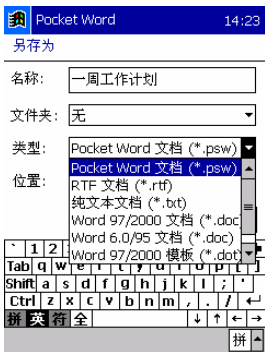 Pocket Word 14:23
另存为
名称: 一周工作计划
文件夹: 无
类型: Pocket Word 文档 (*.psw)
Pocket Word 文档 (*.psw)
位置:
RTF 文档 (*.rtf)
纯文本文档 (*.txt)
Word 97/2000 文档 (*.doc
Word 6.0/95 文档 (*.doc)
Word 97/2000 模板 (*.dot)
` 1 2
Tab q w e r t y u i o p [ ]
Shift a s d f g h j k l ; '
Ctrl z x c v b n m , . / ↵
拼 英 符 全 ↓ ↑ ← →
拼